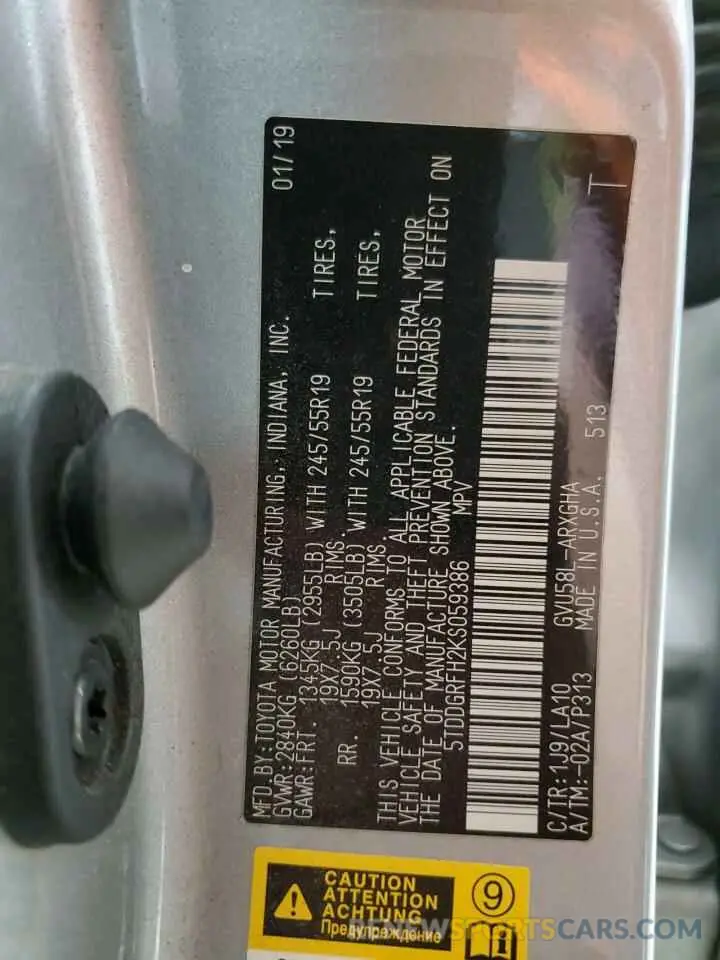 MFD.BY:TOYOTA MOTOR MANUFACTURING, INDIANA, INC. 01/19
GVWR:2840KG (6260LB)
GAWR:FRT. 1345KG (2955LB) WITH 245/55R19 TIRES,
19X7.5J RIMS.
RR. 1590KG (3505LB) WITH 245/55R19 TIRES,
19X7.5J RIMS.
THIS VEHICLE CONFORMS TO ALL APPLICABLE FEDERAL MOTOR
VEHICLE SAFETY AND THEFT PREVENTION STANDARDS IN EFFECT ON
THE DATE OF MANUFACTURE SHOWN ABOVE.
5TDDGRFH2KS059386 MPV
C/TR:1J9/LA10 GVU58L-ARXGHA
A/TM:-02A/P313 MADE IN U.S.A. 513 T
CAUTION
ATTENTION
ACHTUNG
Предупреждение
9
REVIEWSPORTSCARS.COM